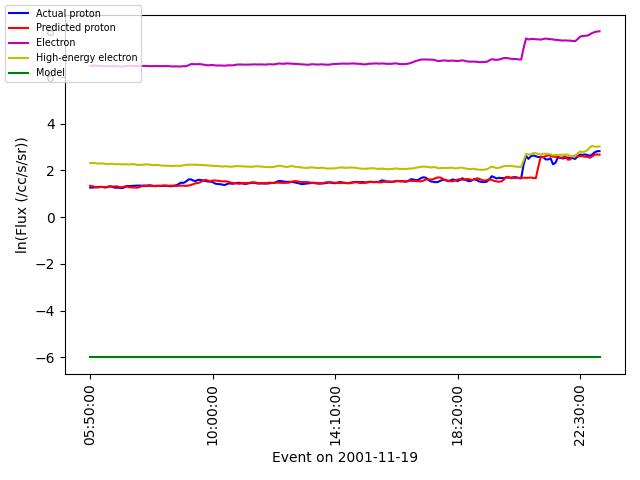 Actual proton
Predicted proton
Electron
High-energy electron
Model
8
6
4
2
0
−2
−4
−6
ln(Flux (/cc/s/sr))
05:50:00
10:00:00
14:10:00
18:20:00
22:30:00
Event on 2001-11-19